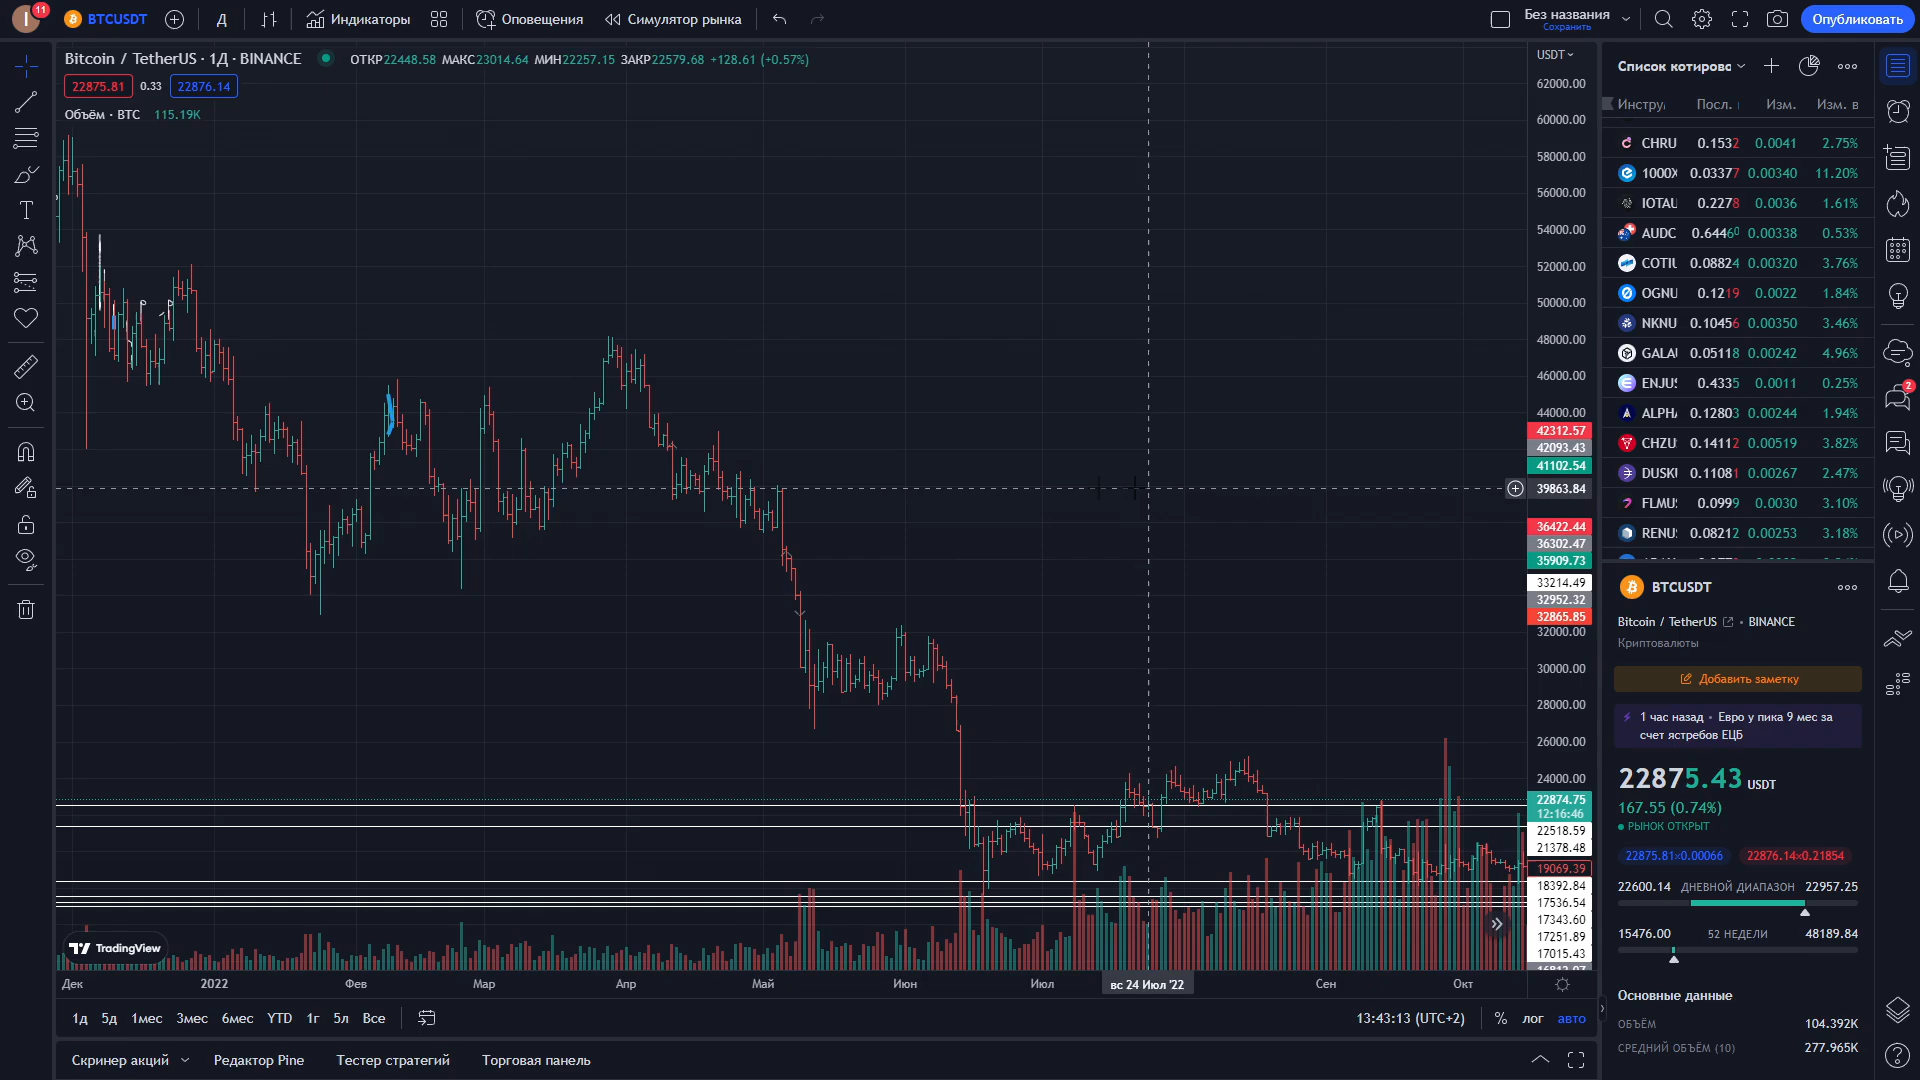 11
BTCUSDT
Д
Индикаторы
Оповещения
Симулятор рынка
Без названия
Сохранить
Опубликовать
Bitcoin / TetherUS · 1Д · BINANCE
ОТКР22448.58 МАКС23014.64 МИН22257.15 ЗАКР22579.68 +128.61 (+0.57%)
22875.81 0.33 22876.14
Объём · BTC 115.19K
USDT
62000.00
60000.00
58000.00
56000.00
54000.00
52000.00
50000.00
48000.00
46000.00
44000.00
42312.57
42093.43
41102.54
39863.84
36422.44
36302.47
35909.73
33214.49
32952.32
32865.85
32000.00
30000.00
28000.00
26000.00
24000.00
22874.75
12:16:46
22518.59
21378.48
19069.39
18392.84
17536.54
17343.60
17251.89
17015.43
TradingView
Дек 2022 Фев Мар Апр Май Июн Июл вс 24 Июл '22 Сен Окт
1д 5д 1мес 3мес 6мес YTD 1г 5л Все
13:43:13 (UTC+2) % лог авто
Скринер акций Редактор Pine Тестер стратегий Торговая панель
Список котирово
Инстру Посл. Изм. Изм. в
CHRU 0.1532 0.0041 2.75%
1000X 0.03377 0.00340 11.20%
IOTAU 0.2278 0.0036 1.61%
AUDC 0.64460 0.00338 0.53%
COTIU 0.08824 0.00320 3.76%
OGNU 0.1219 0.0022 1.84%
NKNU 0.10456 0.00350 3.46%
GALAU 0.05118 0.00242 4.96%
ENJUS 0.4335 0.0011 0.25%
ALPHA 0.12803 0.00244 1.94%
CHZU 0.14112 0.00519 3.82%
DUSKU 0.11081 0.00267 2.47%
FLMUS 0.0999 0.0030 3.10%
RENUS 0.08212 0.00253 3.18%
BTCUSDT
Bitcoin / TetherUS • BINANCE
Криптовалюты
Добавить заметку
1 час назад • Евро у пика 9 мес за
счет ястребов ЕЦБ
22875.43 USDT
167.55 (0.74%)
РЫНОК ОТКРЫТ
22875.81×0.00066 22876.14×0.21854
22600.14 ДНЕВНОЙ ДИАПАЗОН 22957.25
15476.00 52 НЕДЕЛИ 48189.84
Основные данные
ОБЪЁМ 104.392K
СРЕДНИЙ ОБЪЁМ (10) 277.965K
2